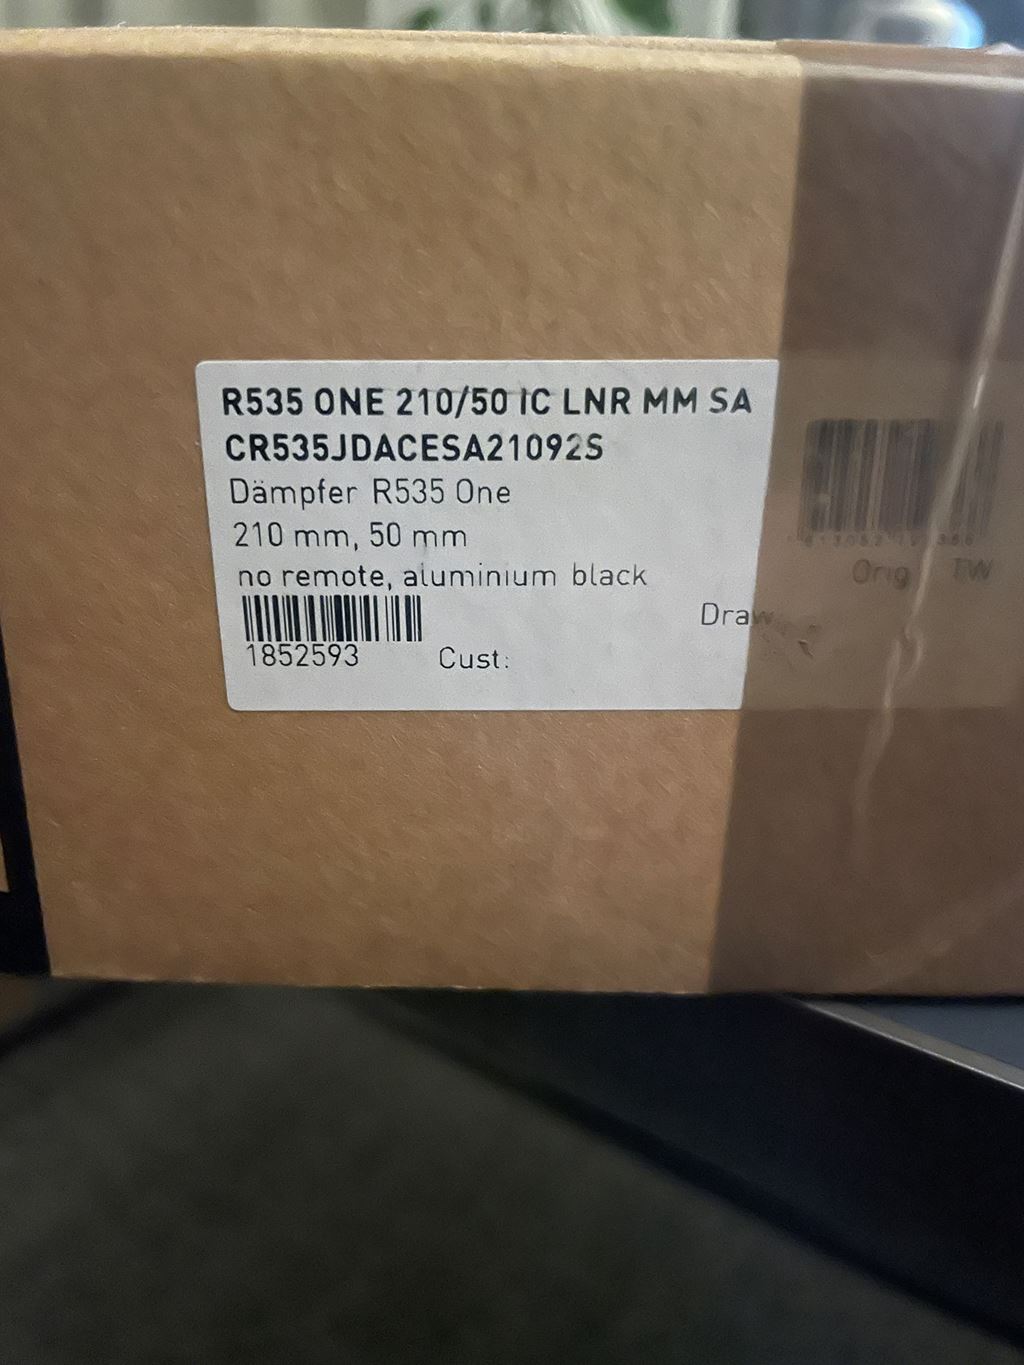 R535 ONE 210/50 IC LNR MM SA
CR535JDACESA21092S
Dämpfer R535 One
210 mm, 50 mm
no remote, aluminium black
Orig TW
1852593 Cust: